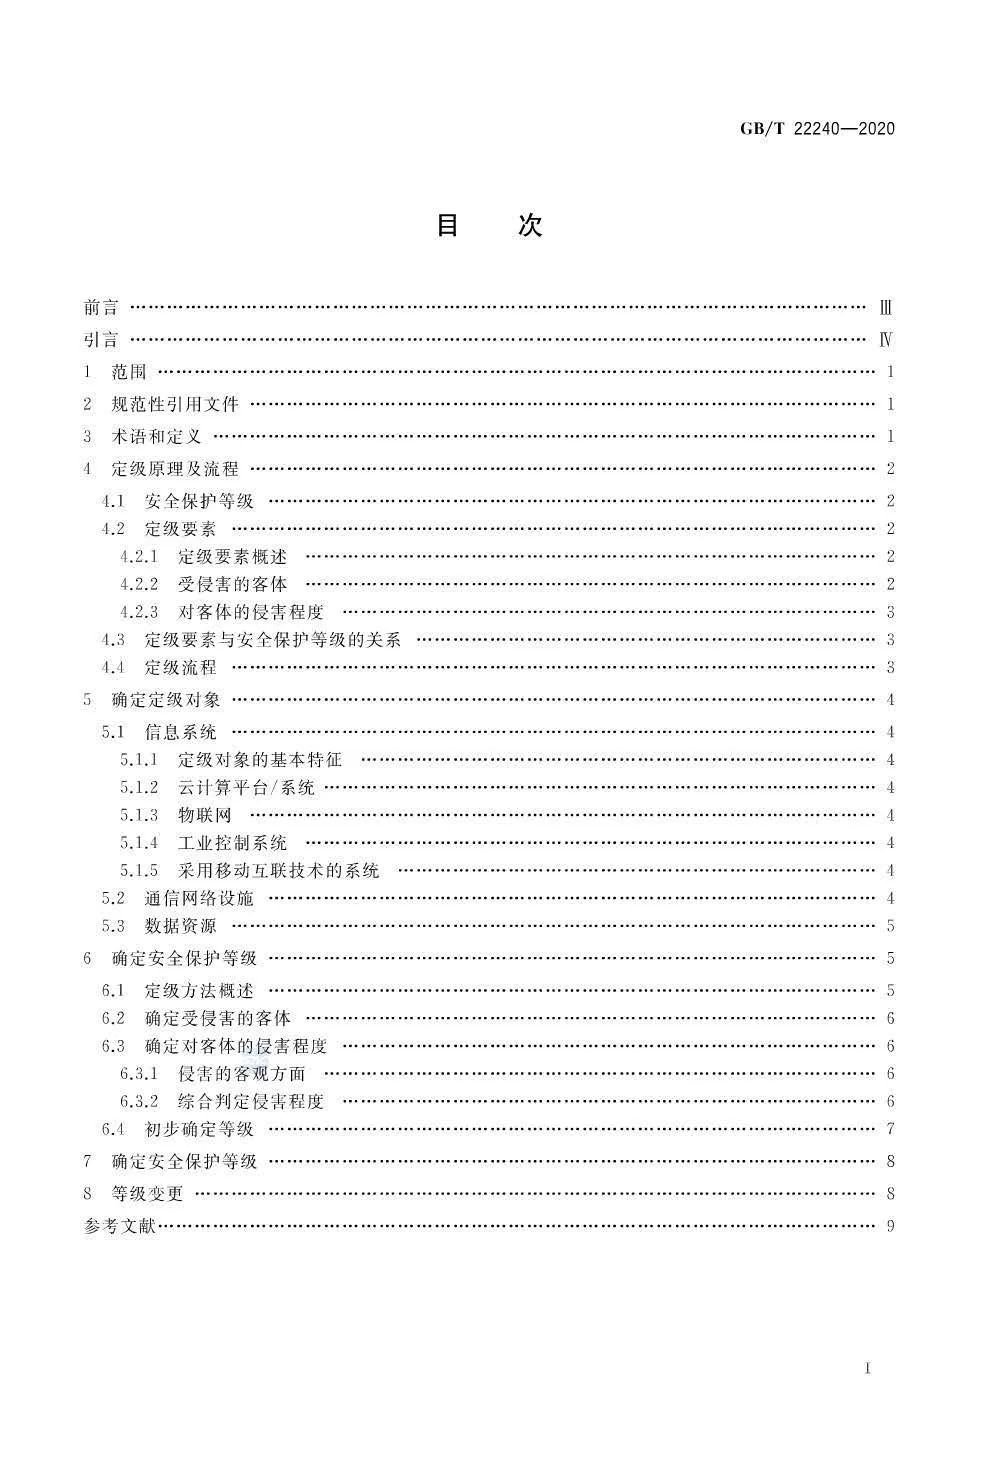 GB/T 22240—2020
目 次
前言 ………………………………………………………… Ⅲ
引言 ………………………………………………………… Ⅳ
1 范围 ………………………………………………………… 1
2 规范性引用文件 ………………………………………………………… 1
3 术语和定义 ………………………………………………………… 1
4 定级原理及流程 ………………………………………………………… 2
4.1 安全保护等级 ………………………………………………………… 2
4.2 定级要素 ………………………………………………………… 2
4.2.1 定级要素概述 ………………………………………………………… 2
4.2.2 受侵害的客体 ………………………………………………………… 2
4.2.3 对客体的侵害程度 ………………………………………………………… 3
4.3 定级要素与安全保护等级的关系 ………………………………………………………… 3
4.4 定级流程 ………………………………………………………… 3
5 确定定级对象 ………………………………………………………… 4
5.1 信息系统 ………………………………………………………… 4
5.1.1 定级对象的基本特征 ………………………………………………………… 4
5.1.2 云计算平台/系统 ………………………………………………………… 4
5.1.3 物联网 ………………………………………………………… 4
5.1.4 工业控制系统 ………………………………………………………… 4
5.1.5 采用移动互联技术的系统 ………………………………………………………… 4
5.2 通信网络设施 ………………………………………………………… 4
5.3 数据资源 ………………………………………………………… 5
6 确定安全保护等级 ………………………………………………………… 5
6.1 定级方法概述 ………………………………………………………… 5
6.2 确定受侵害的客体 ………………………………………………………… 6
6.3 确定对客体的侵害程度 ………………………………………………………… 6
6.3.1 侵害的客观方面 ………………………………………………………… 6
6.3.2 综合判定侵害程度 ………………………………………………………… 6
6.4 初步确定等级 ………………………………………………………… 7
7 确定安全保护等级 ………………………………………………………… 8
8 等级变更 ………………………………………………………… 8
参考文献 ………………………………………………………… 9
Ⅰ